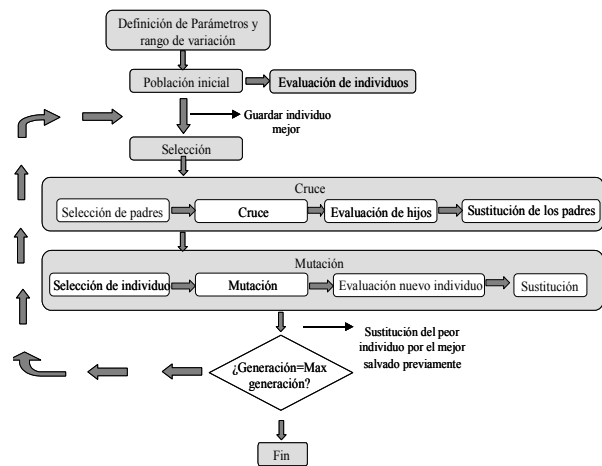 Definición de Parámetros y
rango de variación
Población inicial
Evaluación de individuos
Guardar individuo
mejor
Selección
Cruce
Selección de padres
Cruce
Evaluación de hijos
Sustitución de los padres
Mutación
Selección de individuo
Mutación
Evaluación nuevo individuo
Sustitución
Sustitución del peor
individuo por el mejor
salvado previamente
¿Generación=Max
generación?
Fin